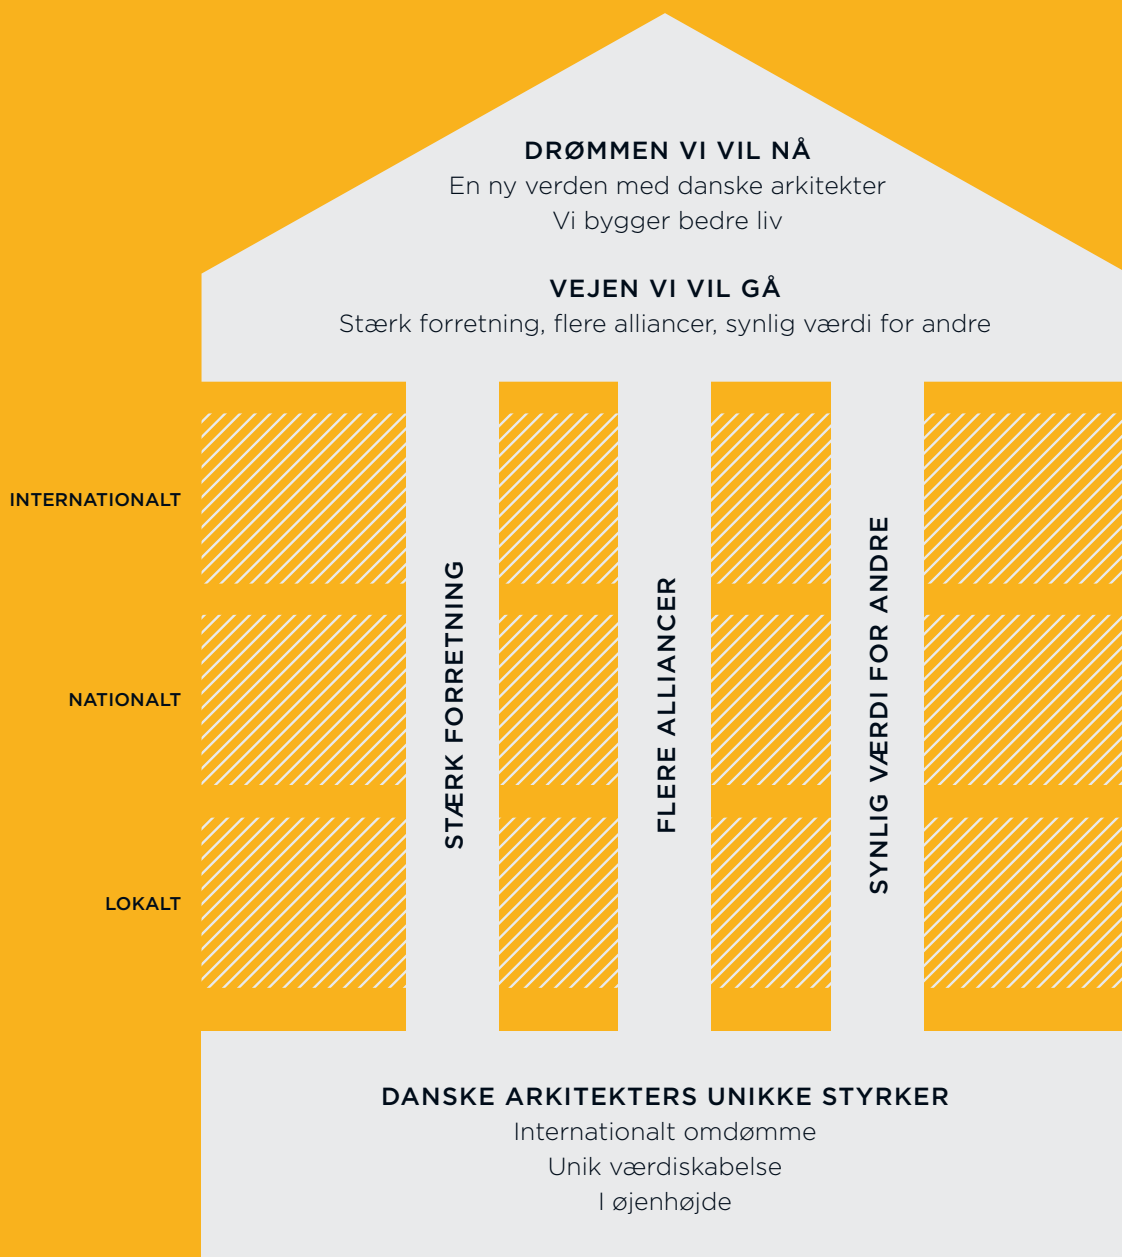 DRØMMEN VI VIL NÅ
En ny verden med danske arkitekter
Vi bygger bedre liv
VEJEN VI VIL GÅ
Stærk forretning, flere alliancer, synlig værdi for andre
INTERNATIONALT
NATIONALT
LOKALT
STÆRK FORRETNING
FLERE ALLIANCER
SYNLIG VÆRDI FOR ANDRE
DANSKE ARKITEKTERS UNIKKE STYRKER
Internationalt omdømme
Unik værdiskabelse
I øjenhøjde